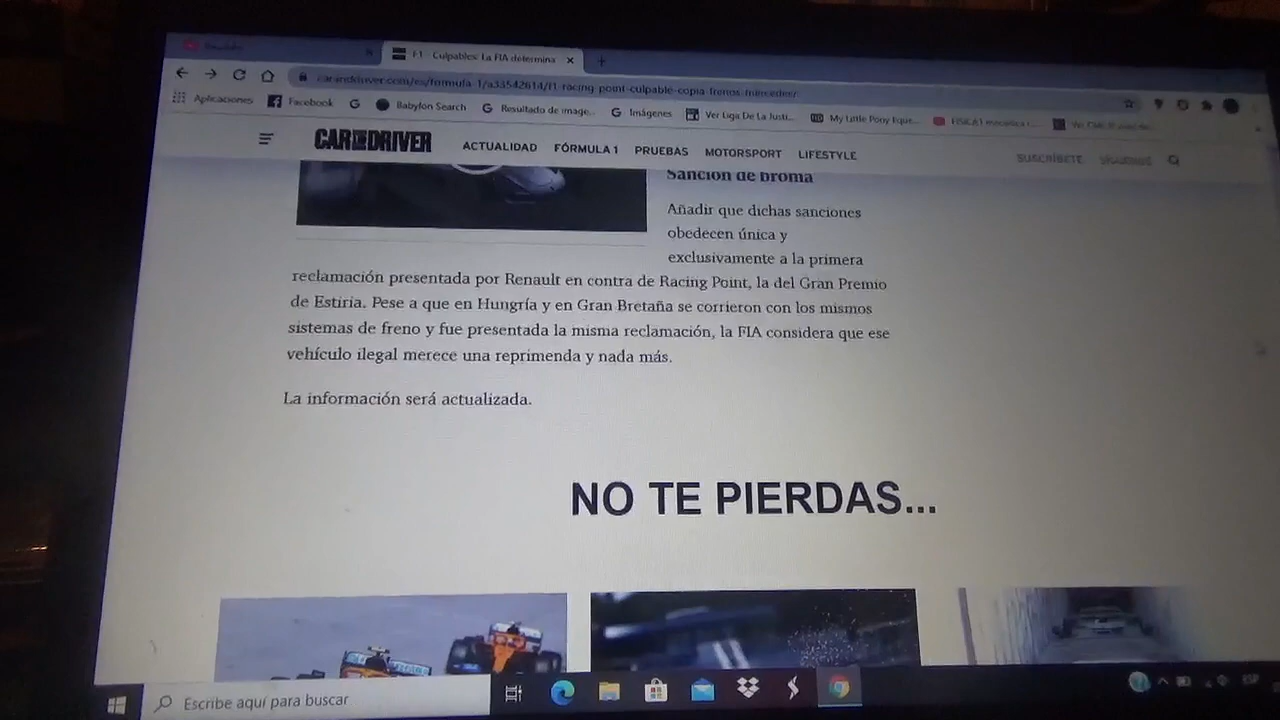 F1 - Culpables: La FIA determina
caranddriver.com/es/formula-1/a33542614/f1-racing-point-culpable-copia-frenos-mercedes/
Aplicaciones Facebook Babylon Search Resultado de image... Imágenes Ver Liga De La Justi... My Little Pony Eque...
CAR AND DRIVER ACTUALIDAD FÓRMULA 1 PRUEBAS MOTORSPORT LIFESTYLE SUSCRÍBETE SÍGUENOS
Sanción de broma
Añadir que dichas sanciones
obedecen única y
exclusivamente a la primera
reclamación presentada por Renault en contra de Racing Point, la del Gran Premio
de Estiria. Pese a que en Hungría y en Gran Bretaña se corrieron con los mismos
sistemas de freno y fue presentada la misma reclamación, la FIA considera que ese
vehículo ilegal merece una reprimenda y nada más.
La información será actualizada.
NO TE PIERDAS...
Escribe aquí para buscar
ESP